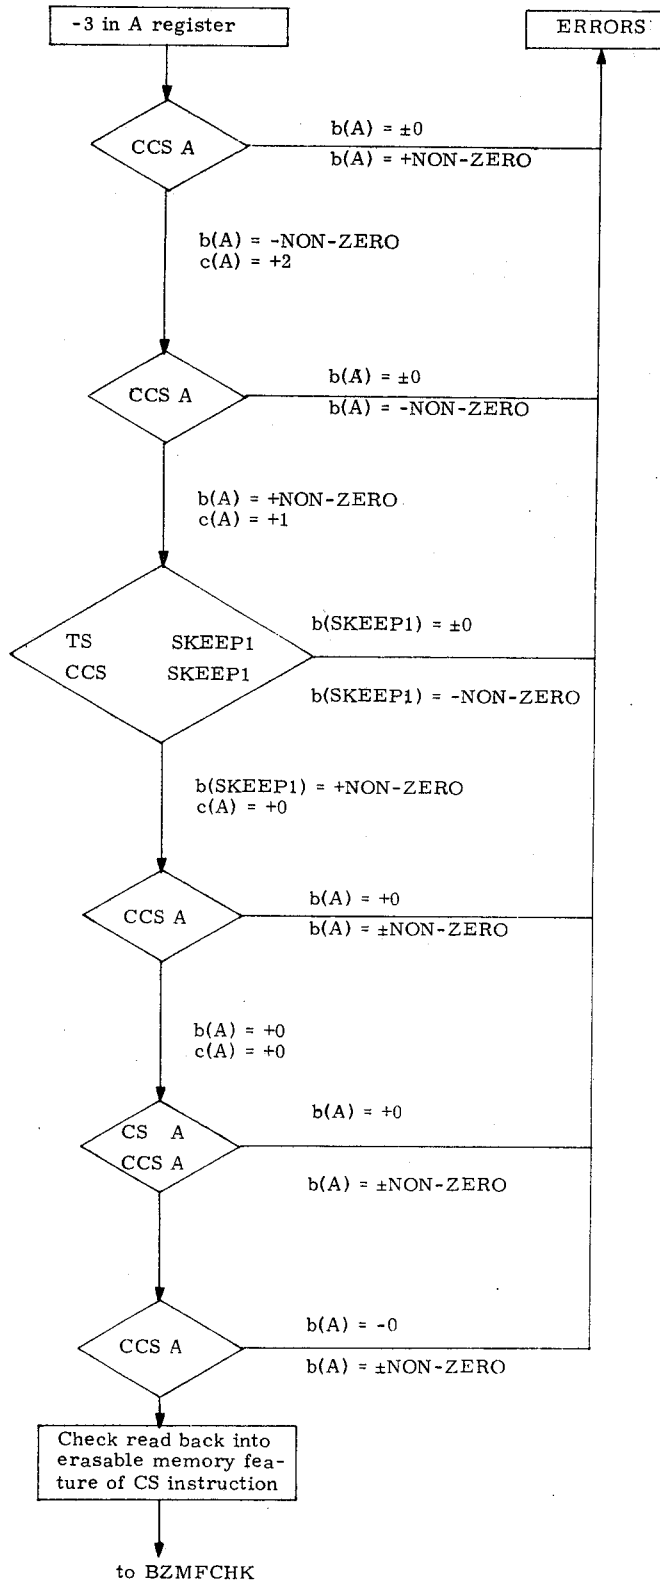 -3 in A register
ERRORS
CCS A
b(A) = ±0
b(A) = +NON-ZERO
b(A) = -NON-ZERO
c(A) = +2
CCS A
b(A) = ±0
b(A) = -NON-ZERO
b(A) = +NON-ZERO
c(A) = +1
TS SKEEP1
CCS SKEEP1
b(SKEEP1) = ±0
b(SKEEP1) = -NON-ZERO
b(SKEEP1) = +NON-ZERO
c(A) = +0
CCS A
b(A) = +0
b(A) = ±NON-ZERO
b(A) = +0
c(A) = +0
CS A
CCS A
b(A) = +0
b(A) = ±NON-ZERO
CCS A
b(A) = -0
b(A) = ±NON-ZERO
Check read back into
erasable memory fea-
ture of CS instruction
to BZMFCHK